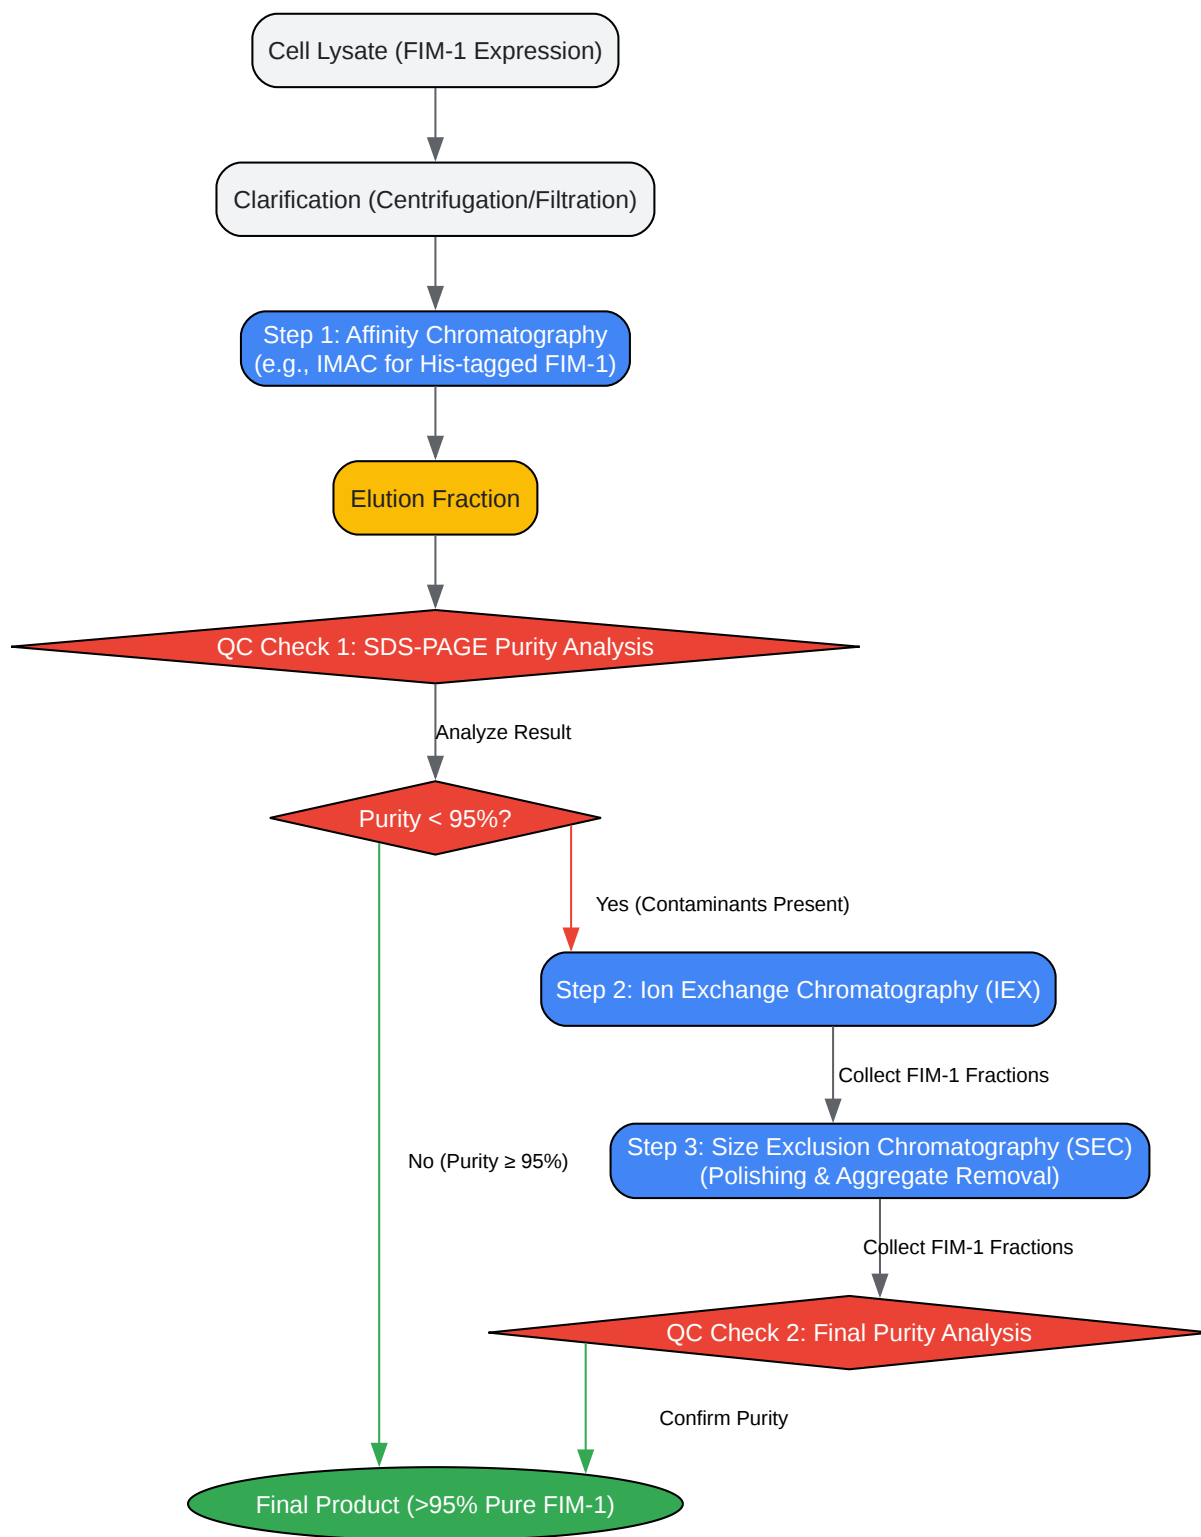 Cell Lysate (FIM-1 Expression)
Clarification (Centrifugation/Filtration)
Step 1: Affinity Chromatography
(e.g., IMAC for His-tagged FIM-1)
Elution Fraction
QC Check 1: SDS-PAGE Purity Analysis
Analyze Result
Purity < 95%?
Yes (Contaminants Present)
Step 2: Ion Exchange Chromatography (IEX)
Collect FIM-1 Fractions
Step 3: Size Exclusion Chromatography (SEC)
(Polishing & Aggregate Removal)
No (Purity ≥ 95%)
Collect FIM-1 Fractions
QC Check 2: Final Purity Analysis
Confirm Purity
Final Product (>95% Pure FIM-1)